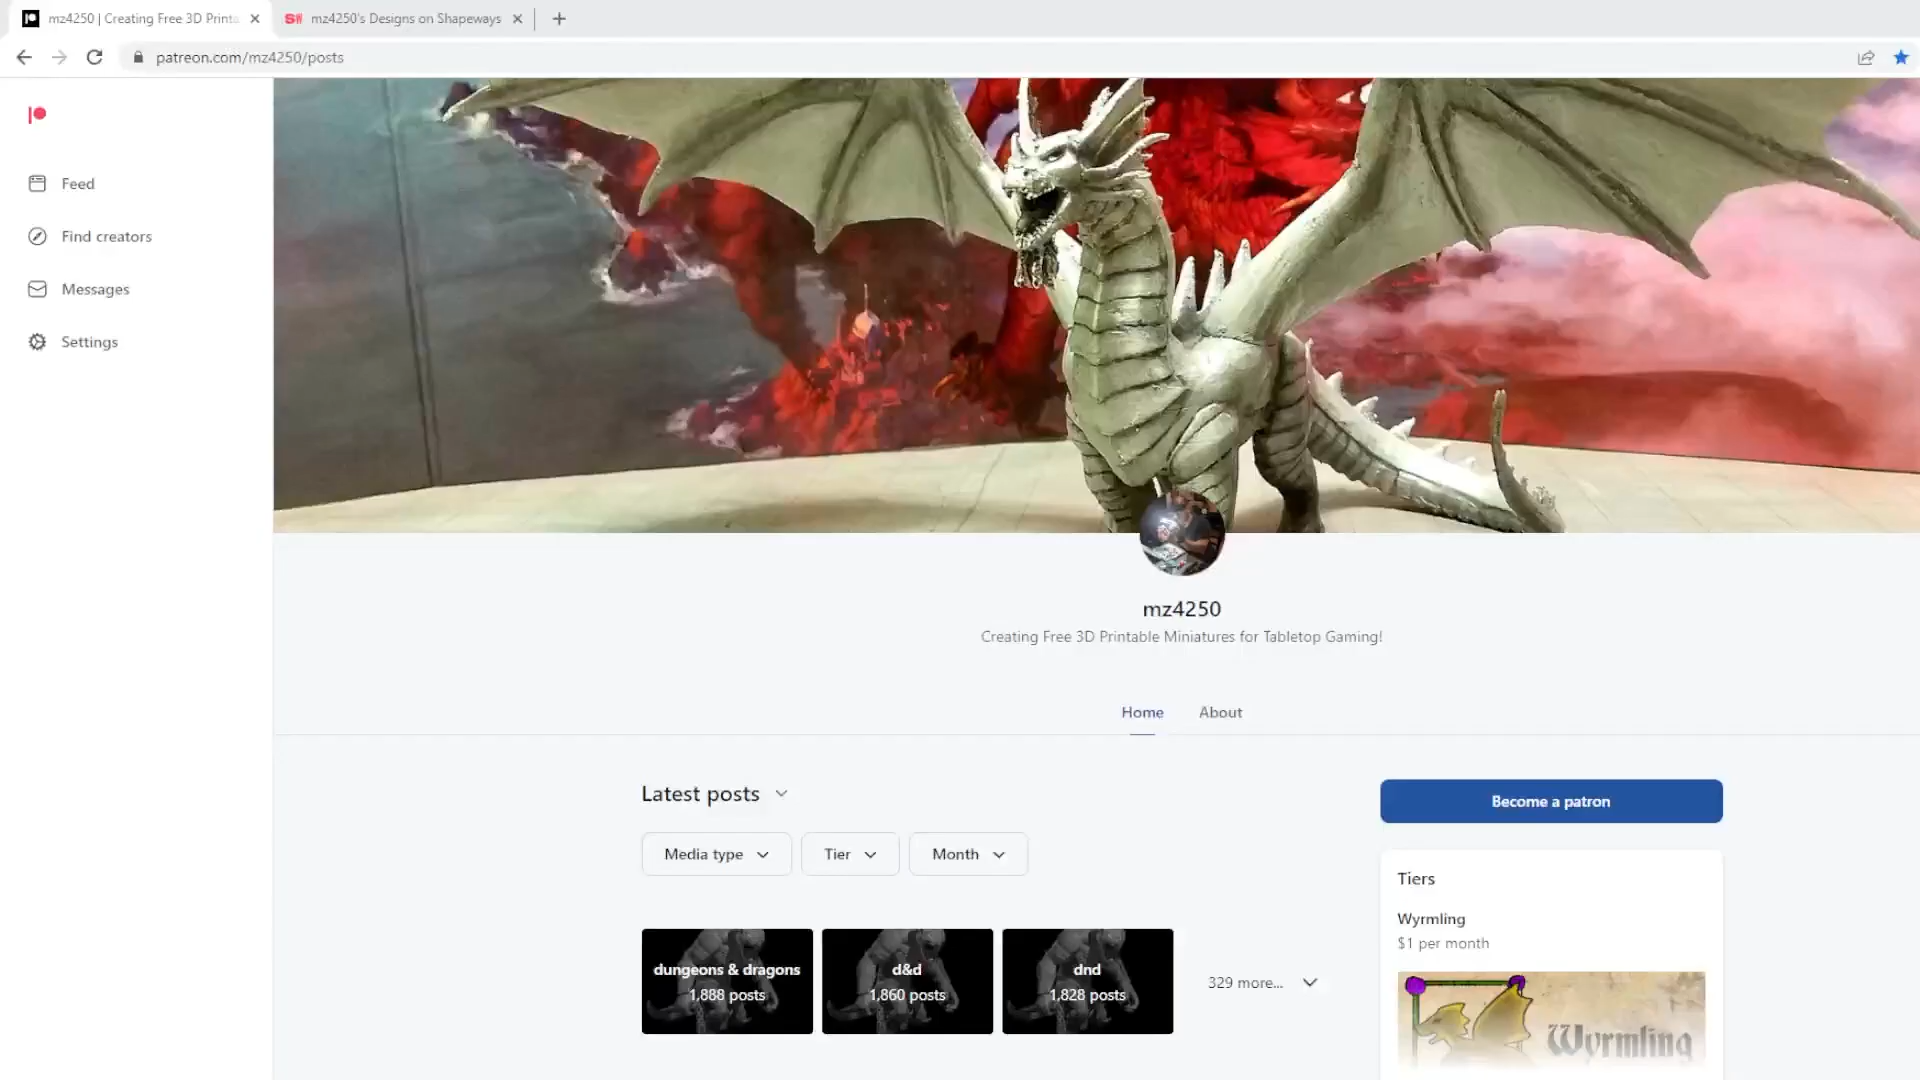 mz4250 | Creating Free 3D Printa
mz4250's Designs on Shapeways
patreon.com/mz4250/posts
Feed
Find creators
Messages
Settings
mz4250
Creating Free 3D Printable Miniatures for Tabletop Gaming!
Home
About
Latest posts
Become a patron
Media type
Tier
Month
Tiers
Wyrmling
$1 per month
dungeons & dragons
1,888 posts
d&d
1,860 posts
dnd
1,828 posts
329 more...
Wyrmling